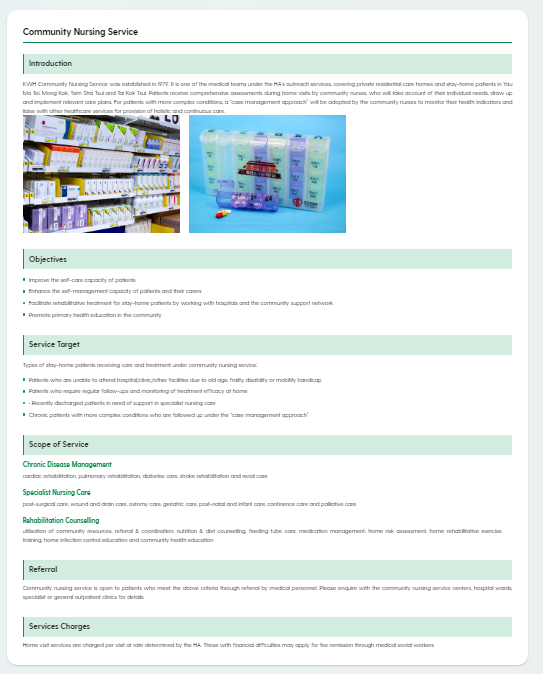 Community Nursing Service
Introduction
KWH Community Nursing Service was established in 1979. It is one of the medical teams under the HA's outreach services, covering private residential care homes and stay-home patients in Yau
Ma Tei, Mong Kok, Tsim Sha Tsui and Tai Kok Tsui. Patients receive comprehensive assessments during home visits by community nurses, who will take account of their individual needs, draw up
and implement relevant care plans. For patients with more complex conditions, a "case management approach" will be adopted by the community nurses to monitor their health indicators and
liaise with other healthcare services for provision of holistic and continuous care.
Objectives
Improve the self-care capacity of patients
Enhance the self-management capacity of patients and their carers
Facilitate rehabilitative treatment for stay-home patients by working with hospitals and the community support network
Promote primary health education in the community
Service Target
Types of stay-home patients receiving care and treatment under community nursing service:
Patients who are unable to attend hospital/clinic/other facilities due to old age, frailty, disability or mobility handicap
Patients who require regular follow-ups and monitoring of treatment efficacy at home
- Recently discharged patients in need of support in specialist nursing care
Chronic patients with more complex conditions who are followed up under the "case management approach"
Scope of Service
Chronic Disease Management
cardiac rehabilitation, pulmonary rehabilitation, diabetes care, stroke rehabilitation and renal care
Specialist Nursing Care
post-surgical care, wound and drain care, ostomy care, geriatric care, post-natal and infant care, continence care and palliative care
Rehabilitation Counselling
utilisation of community resources, referral & coordination, nutrition & diet counselling, feeding tube care, medication management, home risk assessment, home rehabilitative exercise
training, home infection control education and community health education
Referral
Community nursing service is open to patients who meet the above criteria through referral by medical personnel. Please enquire with the community nursing service centers, hospital wards,
specialist or general outpatient clinics for details.
Services Charges
Home visit services are charged per visit at rate determined by the HA. Those with financial difficulties may apply for fee remission through medical social workers.